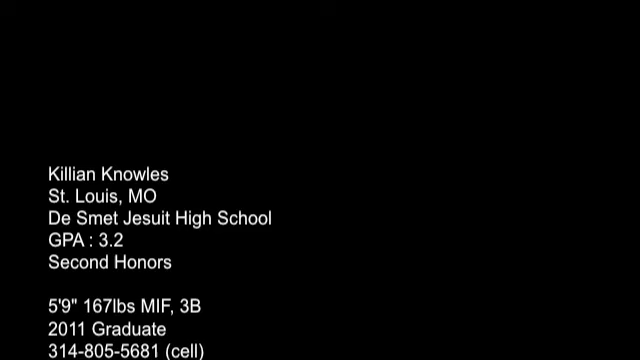 Killian Knowles
St. Louis, MO
De Smet Jesuit High School
GPA : 3.2
Second Honors
5'9" 167lbs MIF, 3B
2011 Graduate
314-805-5681 (cell)